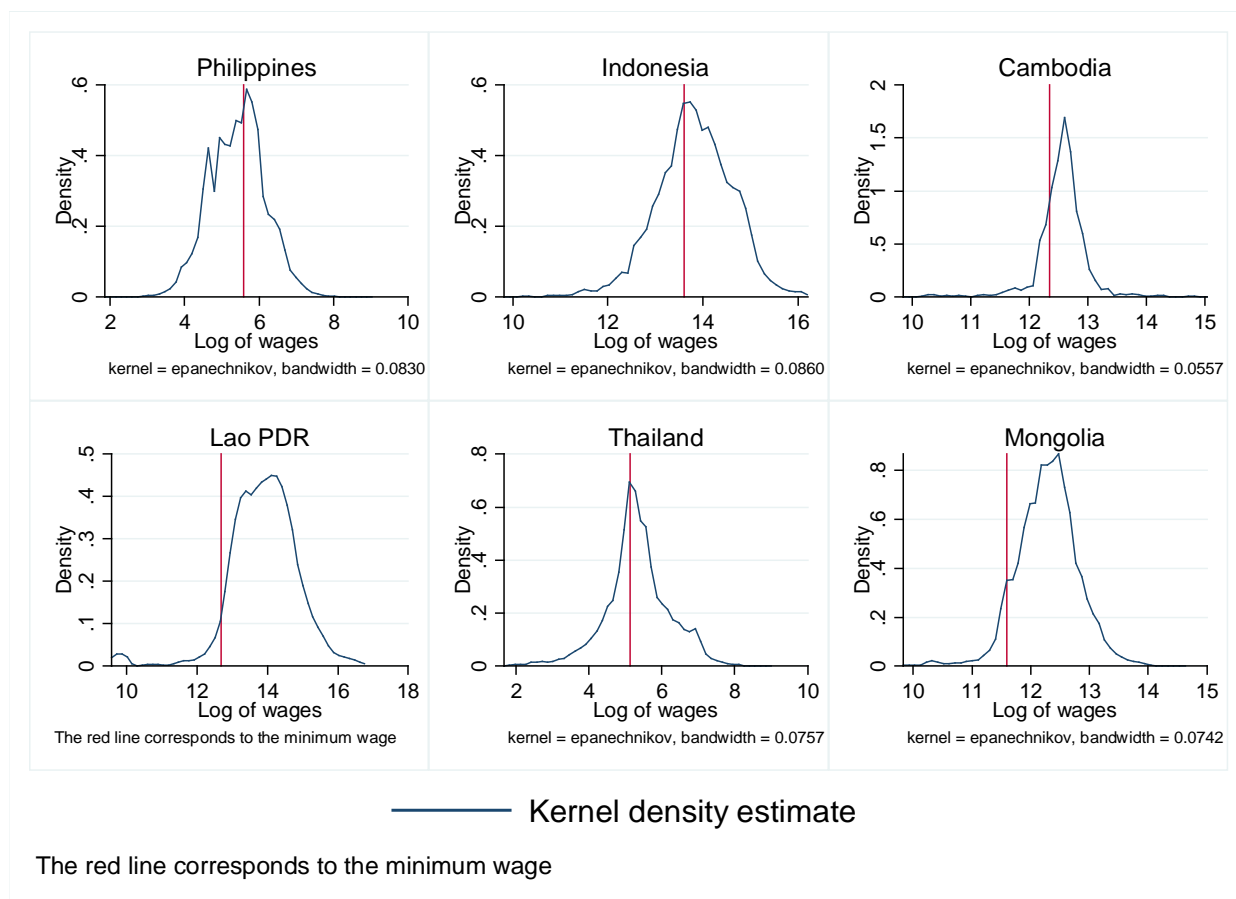 Philippines
Density
0 .2 .4 .6
2 4 6 8 10
Log of wages
kernel = epanechnikov, bandwidth = 0.0830
Indonesia
Density
0 .2 .4 .6
10 12 14 16
Log of wages
kernel = epanechnikov, bandwidth = 0.0860
Cambodia
Density
0 .5 1 1.5 2
10 11 12 13 14 15
Log of wages
kernel = epanechnikov, bandwidth = 0.0557
Lao PDR
Density
0 .1 .2 .3 .4 .5
10 12 14 16 18
Log of wages
The red line corresponds to the minimum wage
Thailand
Density
0 .2 .4 .6 .8
2 4 6 8 10
Log of wages
kernel = epanechnikov, bandwidth = 0.0757
Mongolia
Density
0 .2 .4 .6 .8
10 11 12 13 14 15
Log of wages
kernel = epanechnikov, bandwidth = 0.0742
Kernel density estimate
The red line corresponds to the minimum wage